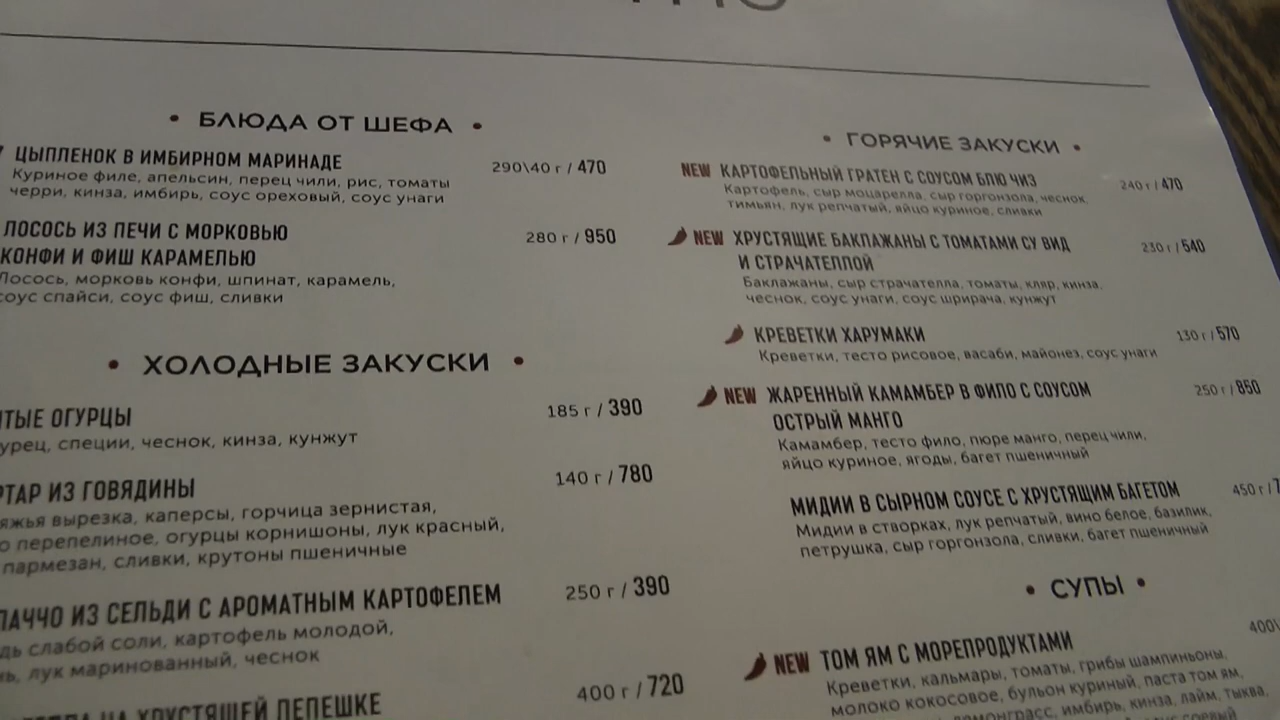 • БЛЮДА ОТ ШЕФА •
ЦЫПЛЕНОК В ИМБИРНОМ МАРИНАДЕ 290\40 г / 470
Куриное филе, апельсин, перец чили, рис, томаты
черри, кинза, имбирь, соус ореховый, соус унаги
ЛОСОСЬ ИЗ ПЕЧИ С МОРКОВЬЮ 280 г / 950
КОНФИ И ФИШ КАРАМЕЛЬЮ
Лосось, морковь конфи, шпинат, карамель,
соус спайси, соус фиш, сливки
• ХОЛОДНЫЕ ЗАКУСКИ •
ОГУРЦЫ 185 г / 390
специи, чеснок, кинза, кунжут
ИЗ ГОВЯДИНЫ 140 г / 780
вырезка, каперсы, горчица зернистая,
перепелиное, огурцы корнишоны, лук красный,
пармезан, сливки, крутоны пшеничные
ИЗ СЕЛЬДИ С АРОМАТНЫМ КАРТОФЕЛЕМ 250 г / 390
слабой соли, картофель молодой,
лук маринованный, чеснок
НА ХРУСТЯЩЕЙ ЛЕПЕШКЕ 400 г / 720
• ГОРЯЧИЕ ЗАКУСКИ •
NEW КАРТОФЕЛЬНЫЙ ГРАТЕН С СОУСОМ БЛЮ ЧИЗ 240 г / 470
Картофель, сыр моцарелла, сыр горгонзола, чеснок,
тимьян, лук репчатый, яйцо куриное, сливки
NEW ХРУСТЯЩИЕ БАКЛАЖАНЫ С ТОМАТАМИ СУ ВИД 230 г / 540
И СТРАЧАТЕЛЛОЙ
Баклажаны, сыр страчателла, томаты, кляр, кинза,
чеснок, соус унаги, соус шрирача, кунжут
КРЕВЕТКИ ХАРУМАКИ 130 г / 570
Креветки, тесто рисовое, васаби, майонез, соус унаги
NEW ЖАРЕННЫЙ КАМАМБЕР В ФИЛО С СОУСОМ 250 г / 850
ОСТРЫЙ МАНГО
Камамбер, тесто фило, пюре манго, перец чили,
яйцо куриное, ягоды, багет пшеничный
МИДИИ В СЫРНОМ СОУСЕ С ХРУСТЯЩИМ БАГЕТОМ 450 г /
Мидии в створках, лук репчатый, вино белое, базилик,
петрушка, сыр горгонзола, сливки, багет пшеничный
• СУПЫ •
NEW ТОМ ЯМ С МОРЕПРОДУКТАМИ 400\
Креветки, кальмары, томаты, грибы шампиньоны,
молоко кокосовое, бульон куриный, паста том ям,
имбирь, кинза, лайм, тыква,